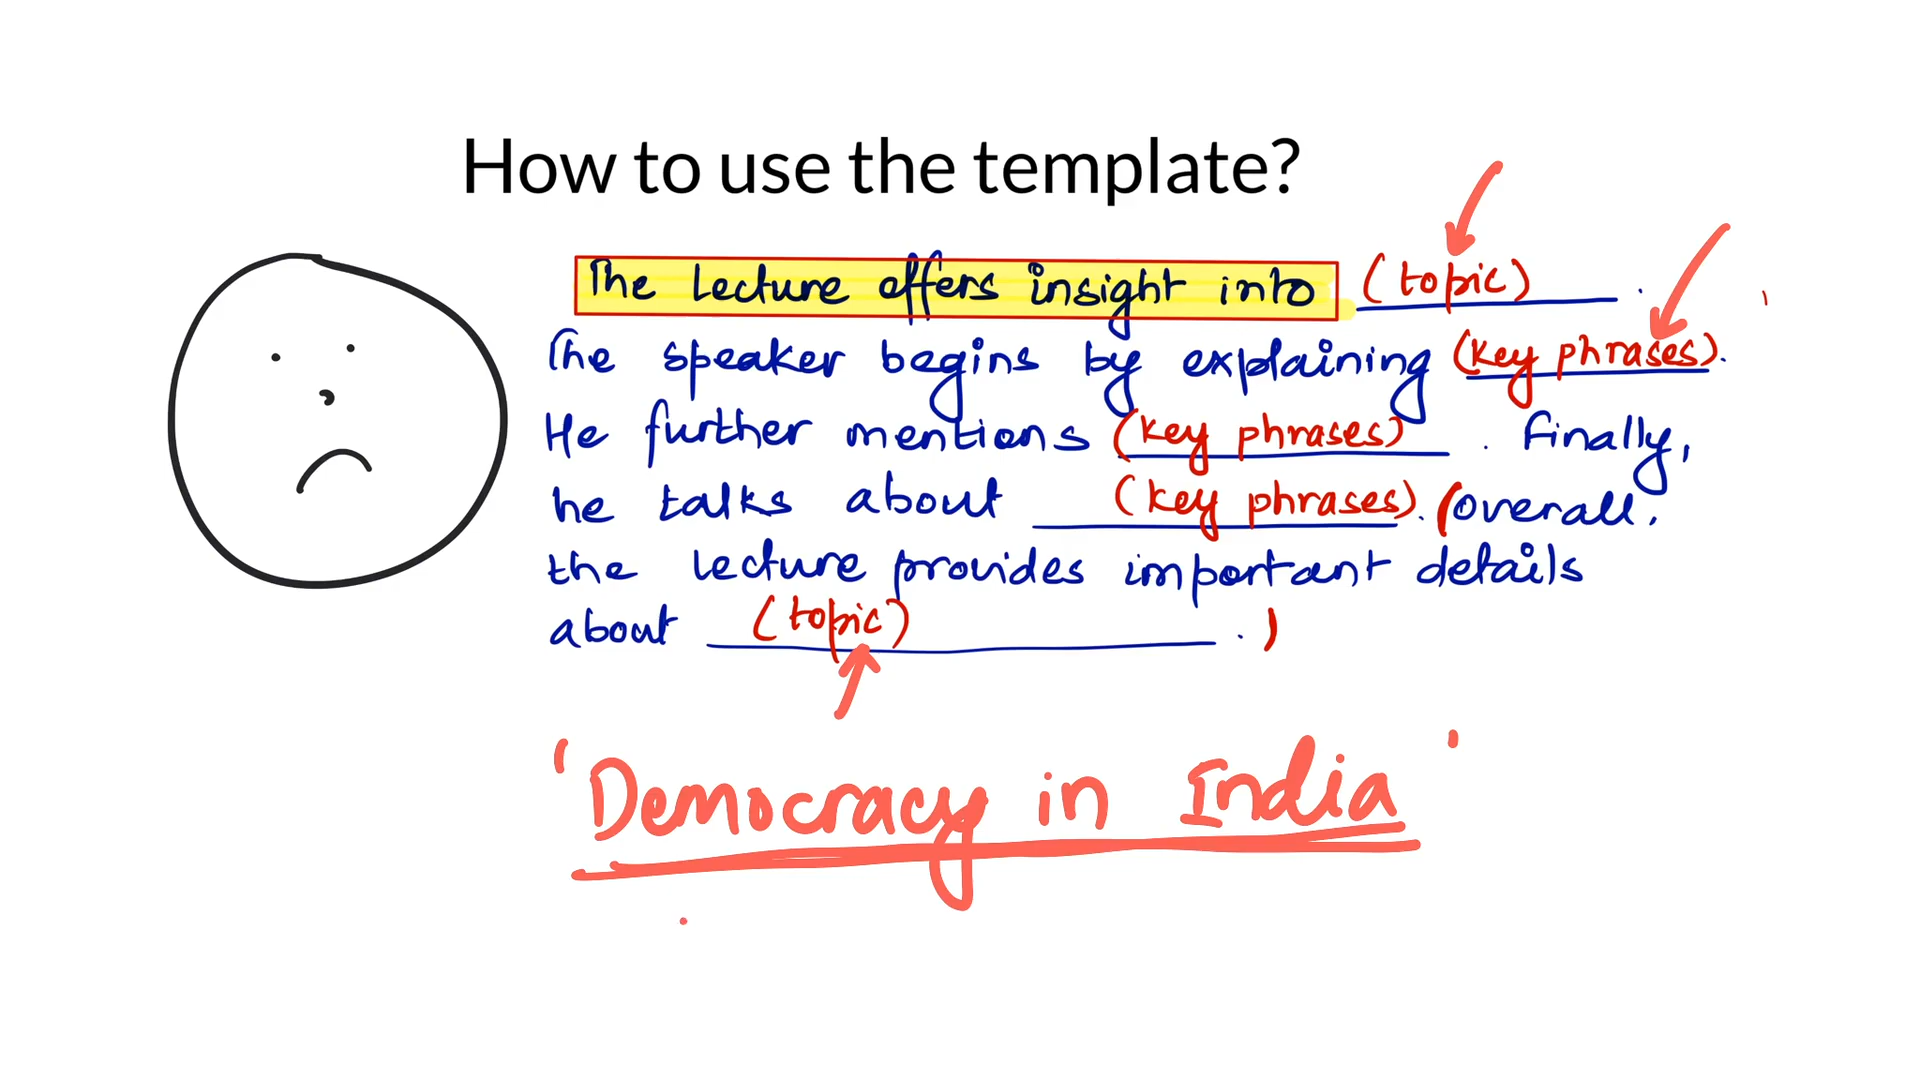 How to use the template?
The Lecture offers insight into (topic).
The speaker begins by explaining (key phrases).
He further mentions (key phrases). Finally,
he talks about (key phrases). (overall,
the lecture provides important details
about (topic). )
'Democracy in India'